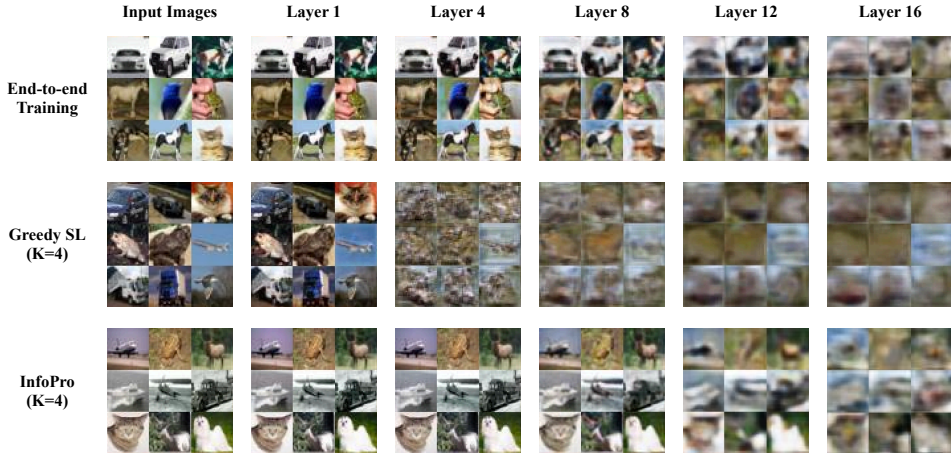 Input Images Layer 1 Layer 4 Layer 8 Layer 12 Layer 16
End-to-end
Training
Greedy SL
(K=4)
InfoPro
(K=4)